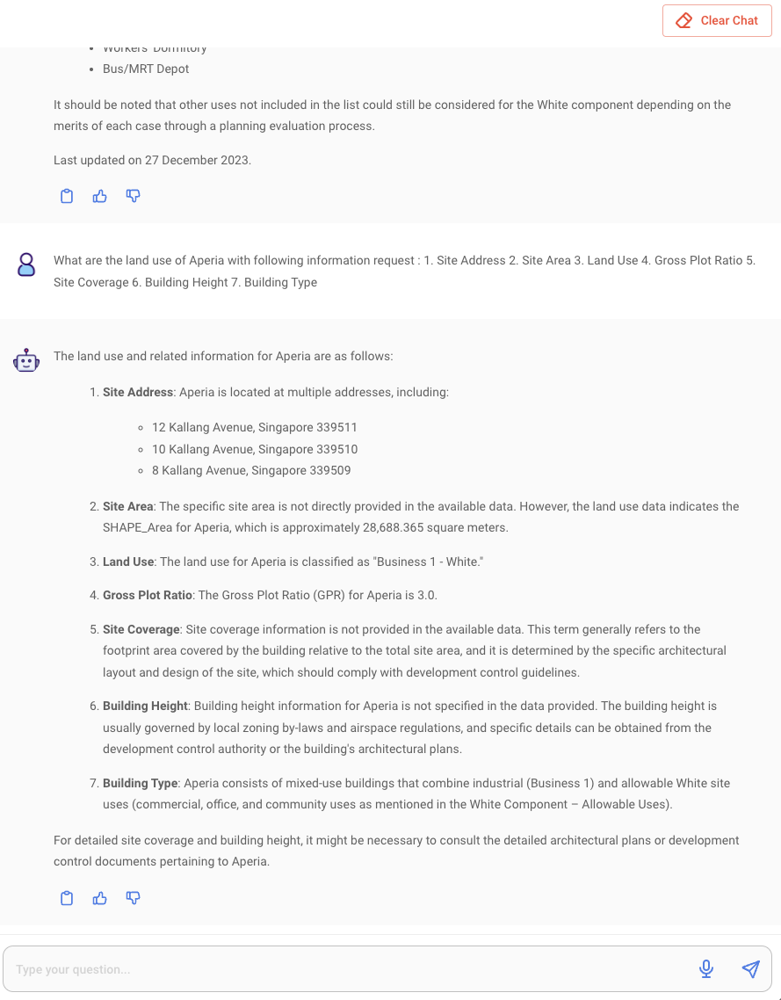 Clear Chat
Workers' Dormitory
• Bus/MRT Depot
It should be noted that other uses not included in the list could still be considered for the White component depending on the
merits of each case through a planning evaluation process.
Last updated on 27 December 2023.
What are the land use of Aperia with following information request : 1. Site Address 2. Site Area 3. Land Use 4. Gross Plot Ratio 5.
Site Coverage 6. Building Height 7. Building Type
The land use and related information for Aperia are as follows:
1. Site Address: Aperia is located at multiple addresses, including:
12 Kallang Avenue, Singapore 339511
10 Kallang Avenue, Singapore 339510
8 Kallang Avenue, Singapore 339509
2. Site Area: The specific site area is not directly provided in the available data. However, the land use data indicates the
SHAPE_Area for Aperia, which is approximately 28,688.365 square meters.
3. Land Use: The land use for Aperia is classified as "Business 1 - White."
4. Gross Plot Ratio: The Gross Plot Ratio (GPR) for Aperia is 3.0.
5. Site Coverage: Site coverage information is not provided in the available data. This term generally refers to the
footprint area covered by the building relative to the total site area, and it is determined by the specific architectural
layout and design of the site, which should comply with development control guidelines.
6. Building Height: Building height information for Aperia is not specified in the data provided. The building height is
usually governed by local zoning by-laws and airspace regulations, and specific details can be obtained from the
development control authority or the building's architectural plans.
7. Building Type: Aperia consists of mixed-use buildings that combine industrial (Business 1) and allowable White site
uses (commercial, office, and community uses as mentioned in the White Component – Allowable Uses).
For detailed site coverage and building height, it might be necessary to consult the detailed architectural plans or development
control documents pertaining to Aperia.
Type your question...